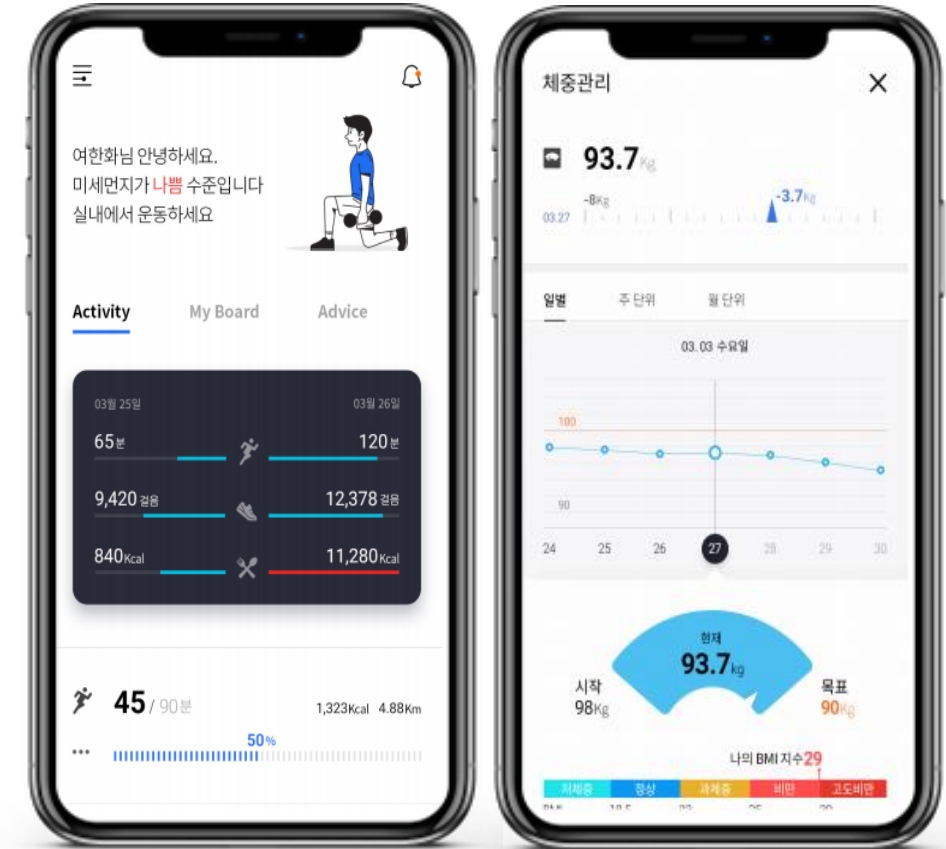 여한화님 안녕하세요.
미세먼지가 나쁨 수준입니다
실내에서 운동하세요
Activity My Board Advice
03월 25일 03월 26일
65분 120분
9,420 걸음 12,378 걸음
840Kcal 11,280Kcal
45 / 90분 1,323Kcal 4.88Km
50%
체중관리
93.7Kg
-8Kg -3.7Kg
03.27
일별 주 단위 월 단위
03. 03 수요일
100
90
24 25 26 27 28 29 30
현재
93.7kg
시작 목표
98Kg 90Kg
나의 BMI 지수29
저체중 정상 과체중 비만 고도비만